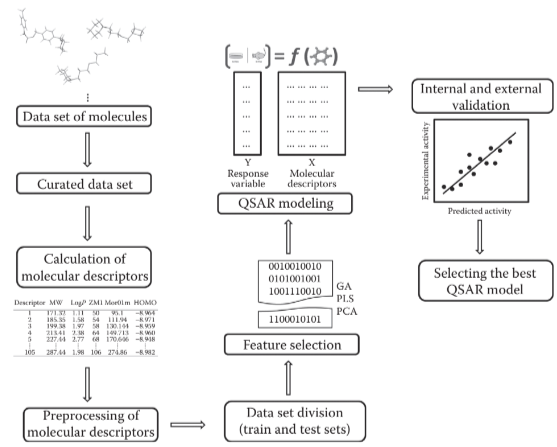 Data set of molecules
Curated data set
Calculation of
molecular descriptors
Descriptor MW LogP ZM1 Mor01m HOMO
1 171.32 1.11 50 95.1 −8.964
2 185.35 1.58 54 111.94 −8.971
3 199.38 1.97 58 130.144 −8.959
4 213.41 2.38 64 149.713 −8.960
5 227.44 2.77 68 170.646 −8.948
105 287.44 1.98 106 274.86 −8.982
Preprocessing of
molecular descriptors
Data set division
(train and test sets)
Feature selection
0010010010
0101001001
1001110010
1100010101
GA
PLS
PCA
QSAR modeling
= f ( )
Y
Response
variable
X
Molecular
descriptors
Internal and external
validation
Experimental activity
Predicted activity
Selecting the best
QSAR model